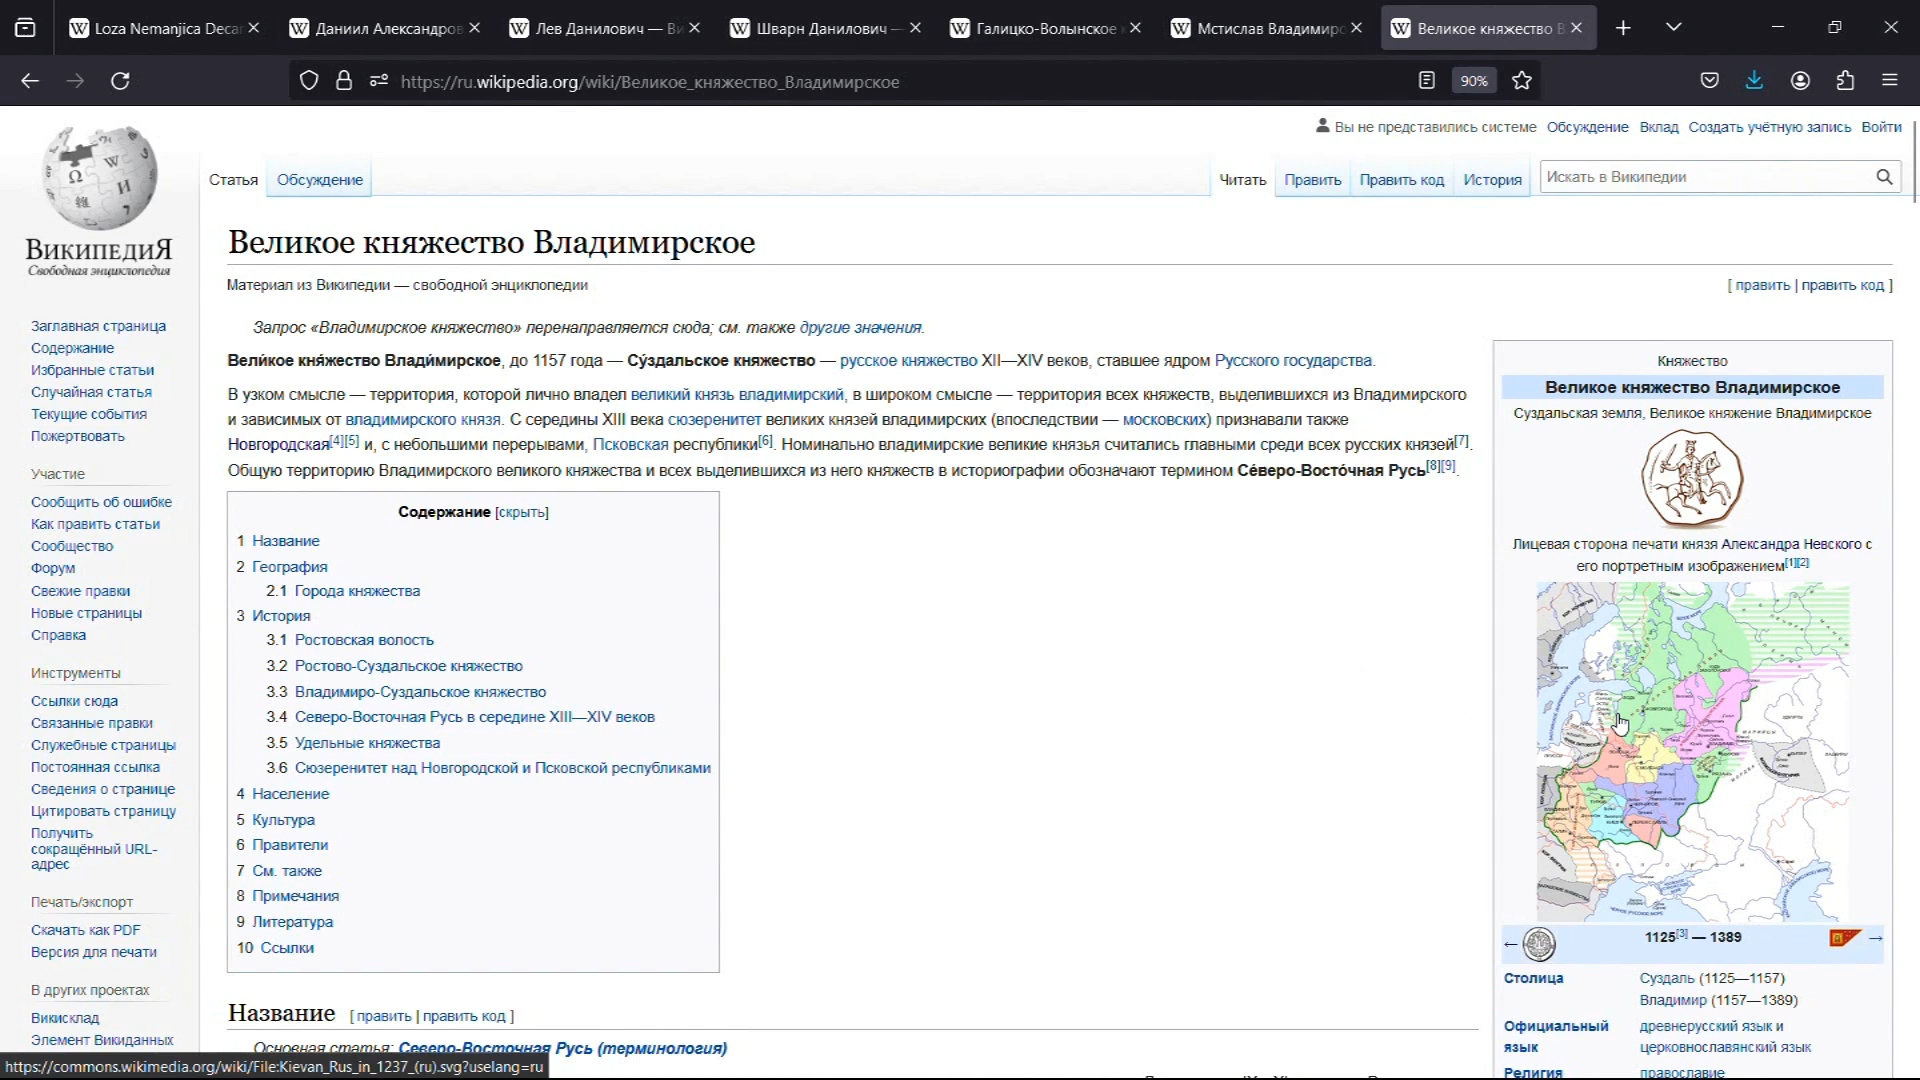 Loza Nemanjica Decar
Даниил Александров
Лев Данилович — Ви
Шварн Данилович —
Галицко-Волынское к
Мстислав Владимиро
Великое княжество В
https://ru.wikipedia.org/wiki/Великое_княжество_Владимирское
90%
Вы не представились системе Обсуждение Вклад Создать учётную запись Войти
Статья Обсуждение
Читать Править Править код История
Искать в Википедии
ВикипедиЯ
Свободная энциклопедия
Заглавная страница
Содержание
Избранные статьи
Случайная статья
Текущие события
Пожертвовать
Участие
Сообщить об ошибке
Как править статьи
Сообщество
Форум
Свежие правки
Новые страницы
Справка
Инструменты
Ссылки сюда
Связанные правки
Служебные страницы
Постоянная ссылка
Сведения о странице
Цитировать страницу
Получить
сокращённый URL-
адрес
Печать/экспорт
Скачать как PDF
Версия для печати
В других проектах
Викисклад
Элемент Викиданных
Великое княжество Владимирское
Материал из Википедии — свободной энциклопедии
[ править | править код ]
Запрос «Владимирское княжество» перенаправляется сюда; см. также другие значения.
Вели́кое кня́жество Влади́мирское, до 1157 года — Су́здальское княжество — русское княжество XII—XIV веков, ставшее ядром Русского государства.
В узком смысле — территория, которой лично владел великий князь владимирский, в широком смысле — территория всех княжеств, выделившихся из Владимирского
и зависимых от владимирского князя. С середины XIII века сюзеренитет великих князей владимирских (впоследствии — московских) признавали также
Новгородская[4][5] и, с небольшими перерывами, Псковская республики[6]. Номинально владимирские великие князья считались главными среди всех русских князей[7].
Общую территорию Владимирского великого княжества и всех выделившихся из него княжеств в историографии обозначают термином Се́веро-Восто́чная Русь[8][9].
Содержание [скрыть]
1 Название
2 География
2.1 Города княжества
3 История
3.1 Ростовская волость
3.2 Ростово-Суздальское княжество
3.3 Владимиро-Суздальское княжество
3.4 Северо-Восточная Русь в середине XIII—XIV веков
3.5 Удельные княжества
3.6 Сюзеренитет над Новгородской и Псковской республиками
4 Население
5 Культура
6 Правители
7 См. также
8 Примечания
9 Литература
10 Ссылки
Название [ править | править код ]
Основная статья: Северо-Восточная Русь (терминология)
Княжество
Великое княжество Владимирское
Суздальская земля, Великое княжение Владимирское
Лицевая сторона печати князя Александра Невского с
его портретным изображением[1][2]
← 1125[3] — 1389 →
Столица Суздаль (1125—1157)
Владимир (1157—1389)
Официальный древнерусский язык и
язык церковнославянский язык
Религия православие
https://commons.wikimedia.org/wiki/File:Kievan_Rus_in_1237_(ru).svg?uselang=ru